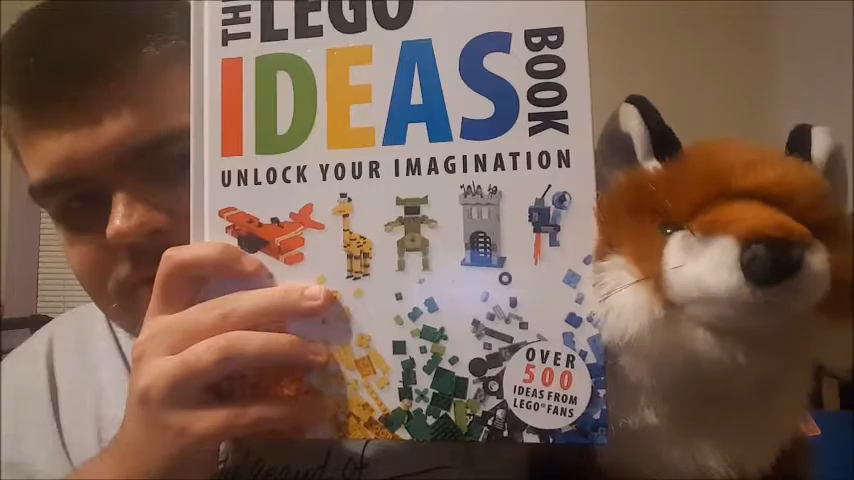 THE LEGO
IDEAS
BOOK
UNLOCK YOUR IMAGINATION
OVER
500
IDEAS FROM
LEGO® FANS